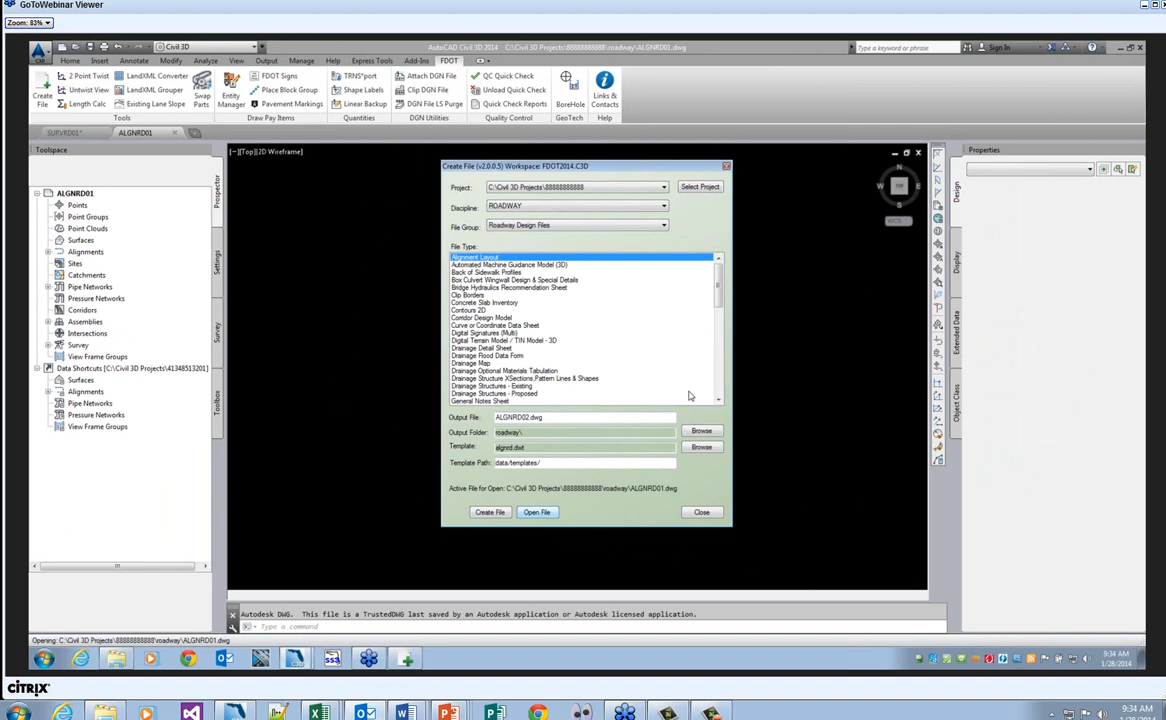 GoToWebinar Viewer
Zoom: 83%
Civil 3D
AutoCAD Civil 3D 2014 C:\Civil 3D Projects\88888888888\roadway\ALGNRD01.dwg
Type a keyword or phrase
Sign In
Home Insert Annotate Modify Analyze View Output Manage Help Express Tools Add-Ins FDOT
2 Point Twist LandXML Converter FDOT Signs TRNS*port Attach DGN File QC Quick Check
Untwist View LandXML Grouper Place Block Group Shape Labels Clip DGN File Unload Quick Check
Length Calc Existing Lane Slope Pavement Markings Linear Backup DGN File LS Purge Quick Check Reports
Create File
Swap Parts
Entity Manager
BoreHole
Links & Contacts
Tools Draw Pay Items Quantities DGN Utilities Quality Control GeoTech Help
SURVRD01* ALGNRD01
Toolspace
[−][Top][2D Wireframe]
Properties
ALGNRD01
Points
Point Groups
Point Clouds
Surfaces
Alignments
Sites
Catchments
Pipe Networks
Pressure Networks
Corridors
Assemblies
Intersections
Survey
View Frame Groups
Data Shortcuts [C:\Civil 3D Projects\41348513201]
Surfaces
Alignments
Pipe Networks
Pressure Networks
View Frame Groups
Prospector
Settings
Survey
Toolbox
Create File (v2.0.0.5) Workspace: FDOT2014.C3D
Project: C:\Civil 3D Projects\88888888888 Select Project
Discipline: ROADWAY
File Group: Roadway Design Files
File Type:
Alignment Layout
Automated Machine Guidance Model (3D)
Back of Sidewalk Profiles
Box Culvert Wingwall Design & Special Details
Bridge Hydraulics Recommendation Sheet
Clip Borders
Concrete Slab Inventory
Contours 2D
Corridor Design Model
Curve or Coordinate Data Sheet
Digital Signatures (Multi)
Digital Terrain Model / TIN Model - 3D
Drainage Detail Sheet
Drainage Flood Data Form
Drainage Map
Drainage Optional Materials Tabulation
Drainage Structure XSections,Pattern Lines & Shapes
Drainage Structures - Existing
Drainage Structures - Proposed
General Notes Sheet
Output File: ALGNRD02.dwg
Output Folder: roadway\ Browse
Template: algnrd.dwt Browse
Template Path: data/templates/
Active File for Open: C:\Civil 3D Projects\88888888888\roadway\ALGNRD01.dwg
Create File Open File Close
N
W TOP E
S
WCS
Design
Display
Extended Data
Object Class
Autodesk DWG. This file is a TrustedDWG last saved by an Autodesk application or Autodesk licensed application.
Type a command
Opening: C:\Civil 3D Projects\88888888888\roadway\ALGNRD01.dwg
9:34 AM
1/28/2014
CITRIX
9:34 AM